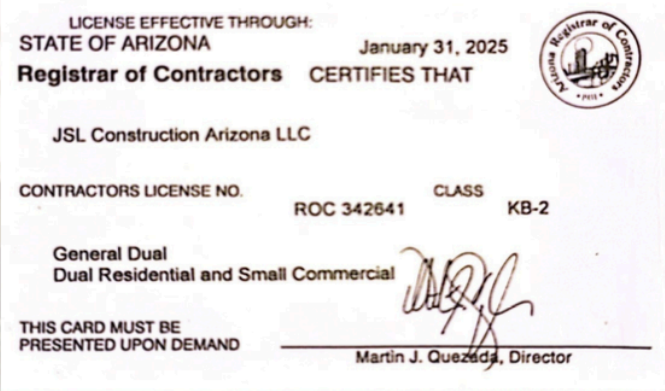 LICENSE EFFECTIVE THROUGH:
STATE OF ARIZONA January 31, 2025
Registrar of Contractors CERTIFIES THAT
Arizona Registrar of Contractors
JSL Construction Arizona LLC
CONTRACTORS LICENSE NO. CLASS
ROC 342641 KB-2
General Dual
Dual Residential and Small Commercial
THIS CARD MUST BE
PRESENTED UPON DEMAND
Martin J. Quezada, Director